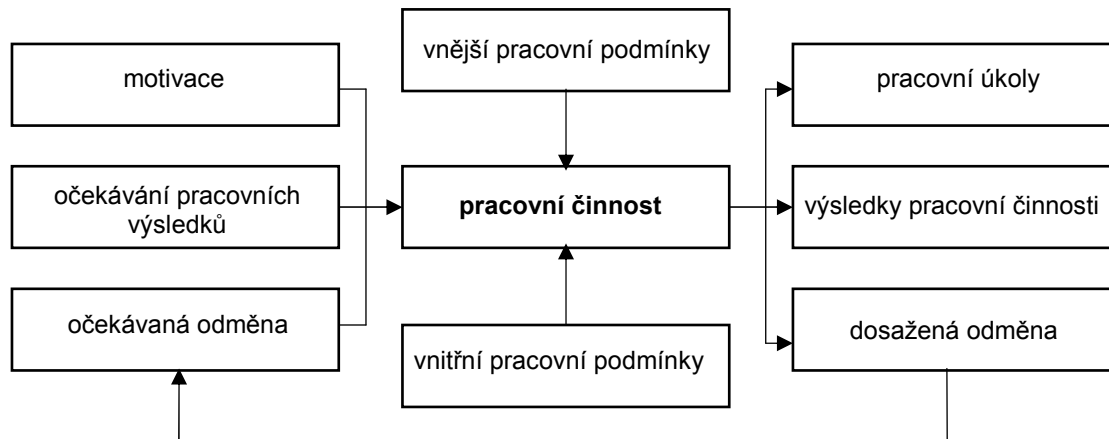 vnější pracovní podmínky
motivace
pracovní úkoly
očekávání pracovních
výsledků
pracovní činnost
výsledky pracovní činnosti
očekávaná odměna
vnitřní pracovní podmínky
dosažená odměna